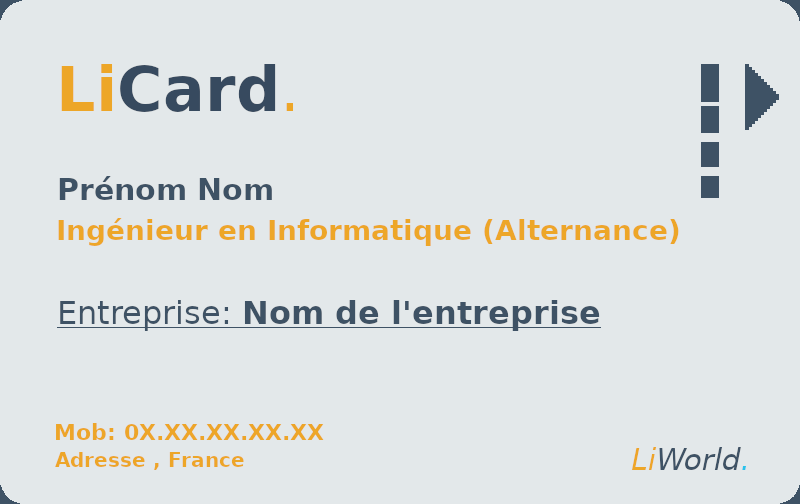 LiCard.
Prénom Nom
Ingénieur en Informatique (Alternance)
Entreprise: Nom de l'entreprise
Mob: 0X.XX.XX.XX.XX
Adresse , France
LiWorld.